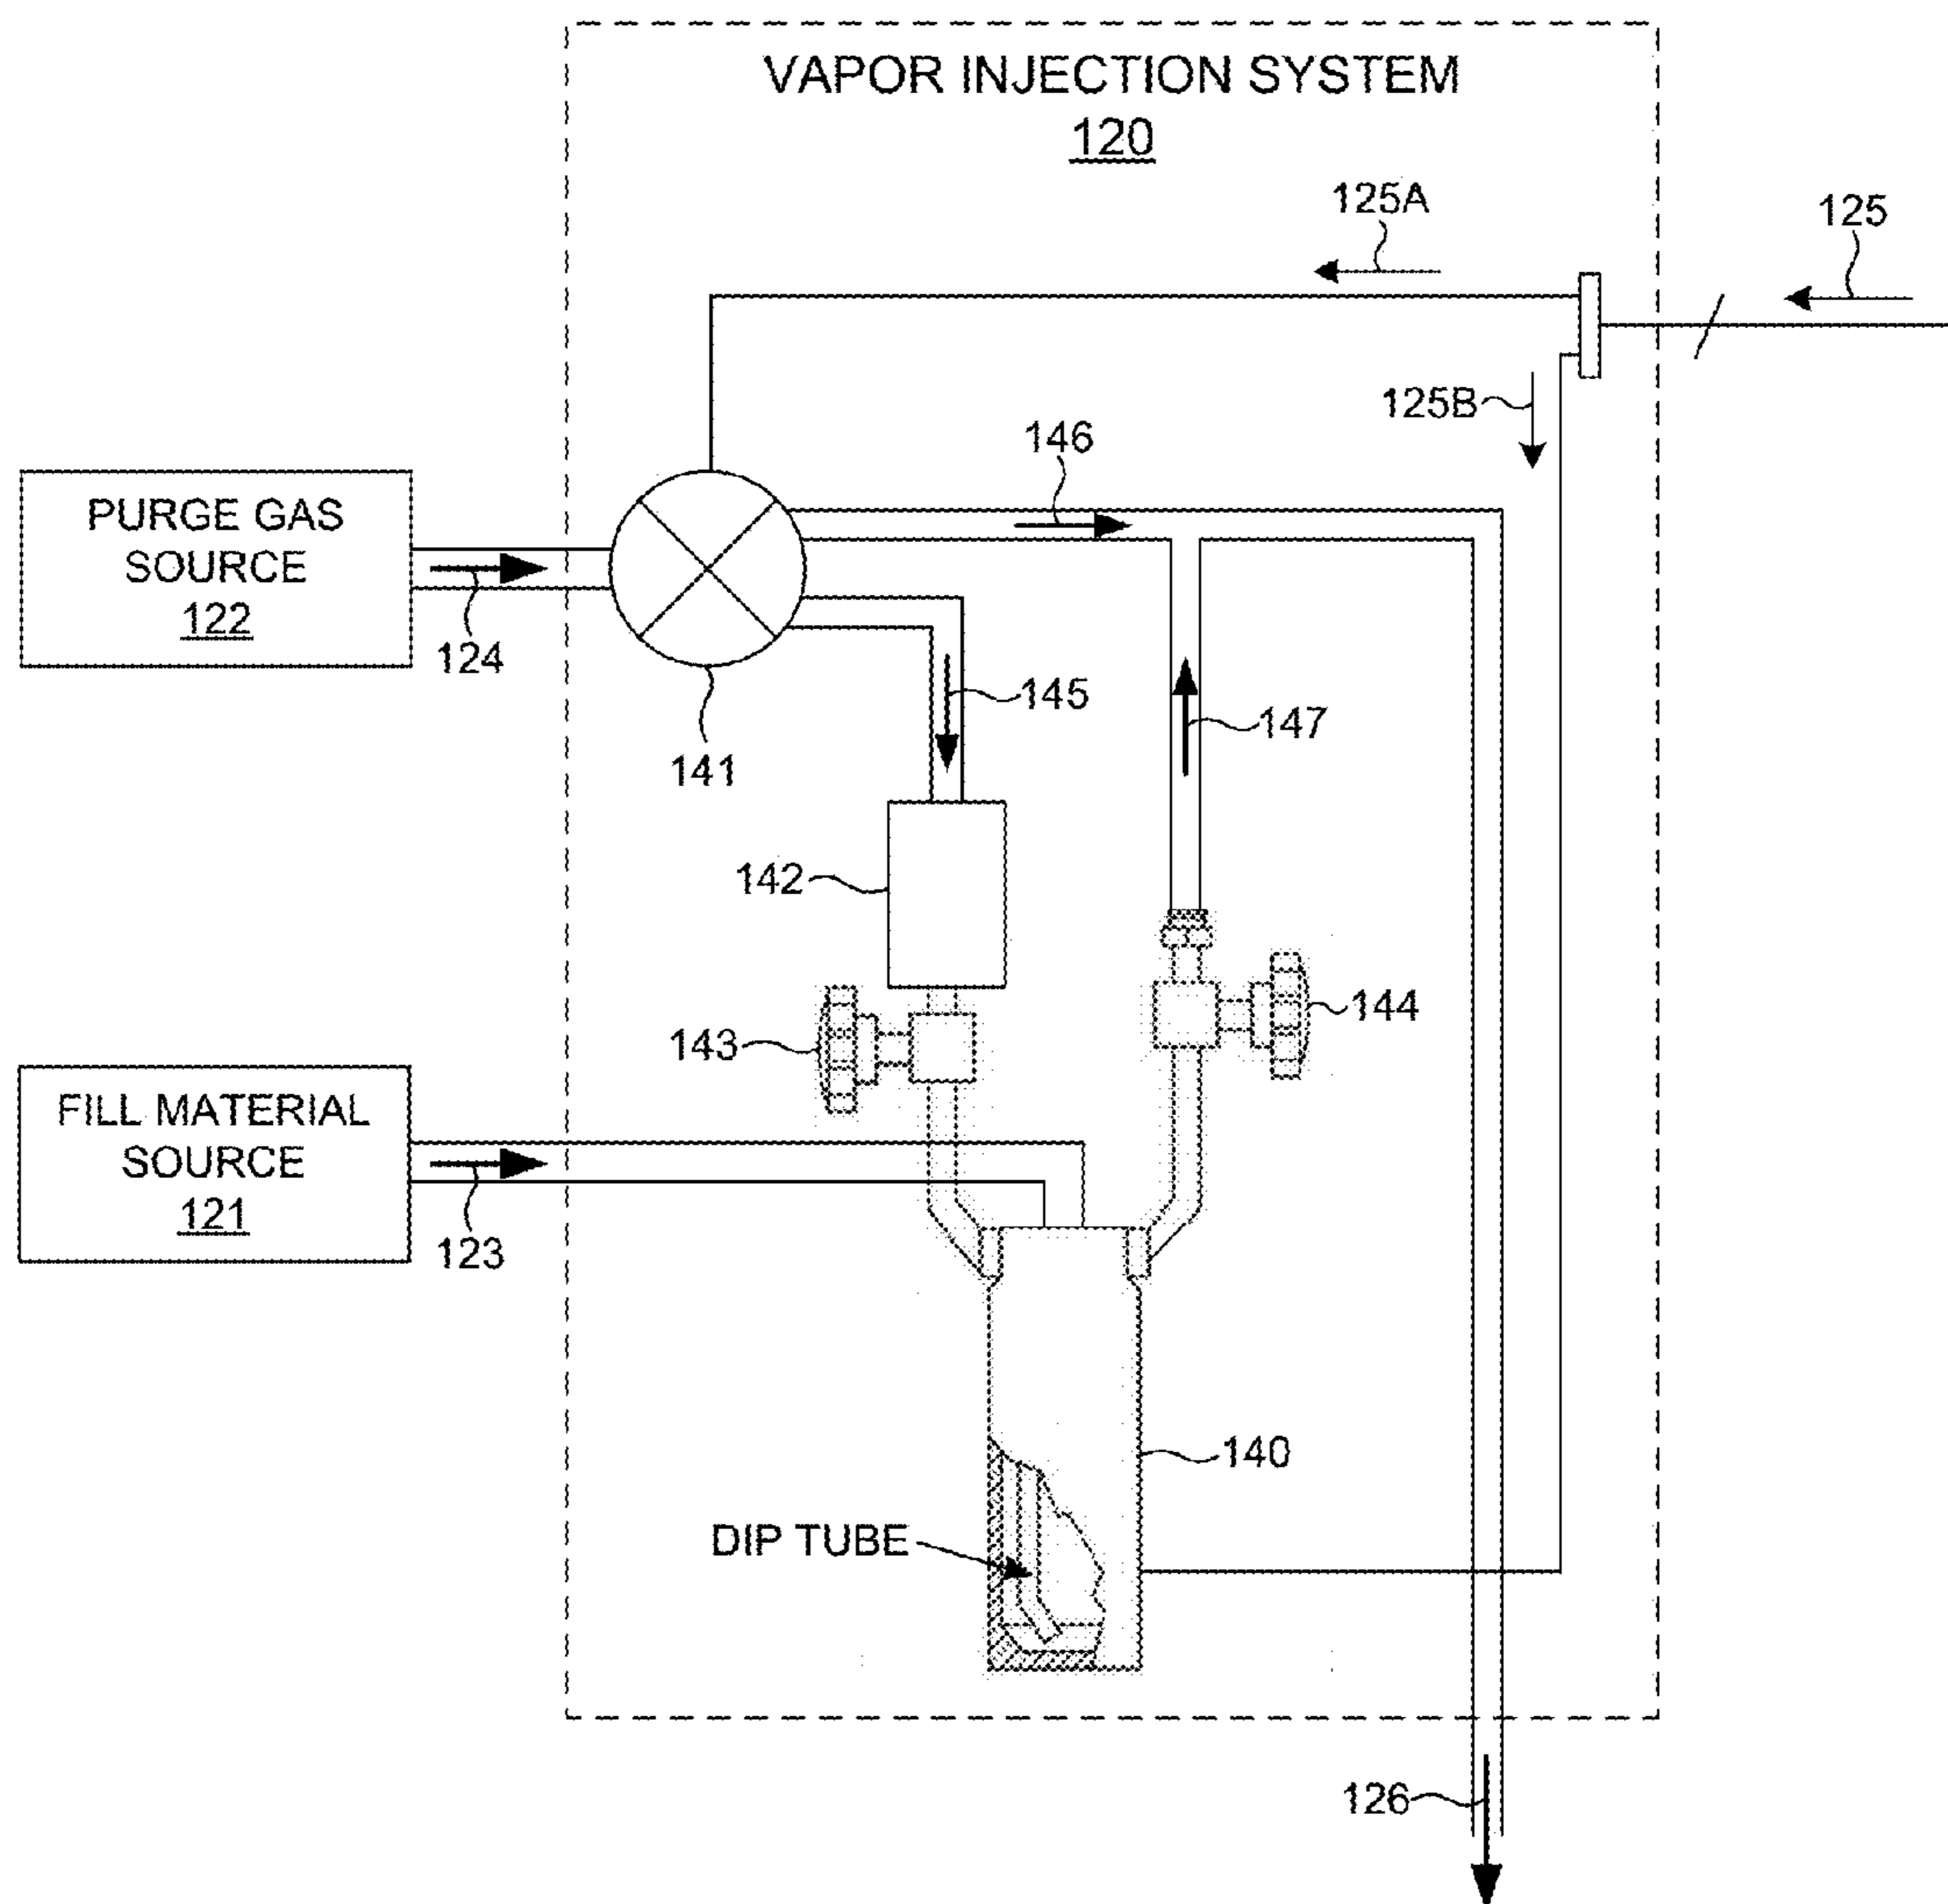 VAPOR INJECTION SYSTEM
120
125A
125
125B
146
PURGE GAS
SOURCE
122
124
145
147
141
142
143
144
FILL MATERIAL
SOURCE
121
123
140
DIP TUBE
126